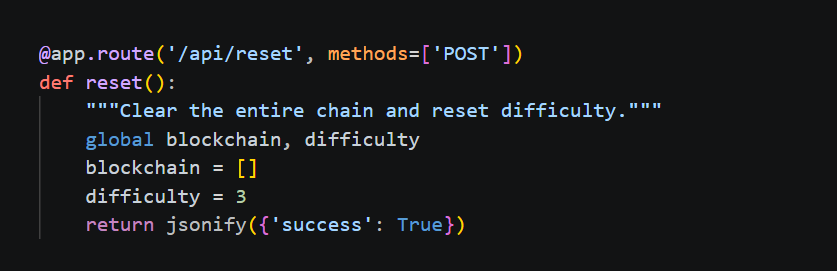 @app.route('/api/reset', methods=['POST'])
def reset():
    """Clear the entire chain and reset difficulty."""
    global blockchain, difficulty
    blockchain = []
    difficulty = 3
    return jsonify({'success': True})